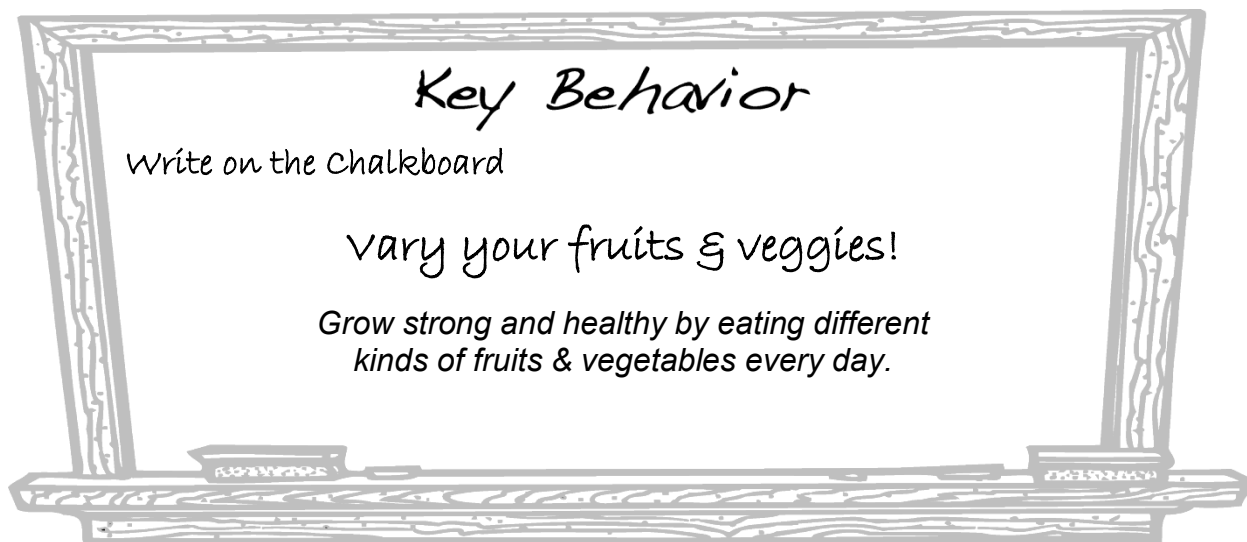 Key Behavior
Write on the Chalkboard
Vary your fruits & veggies!
Grow strong and healthy by eating different
kinds of fruits & vegetables every day.